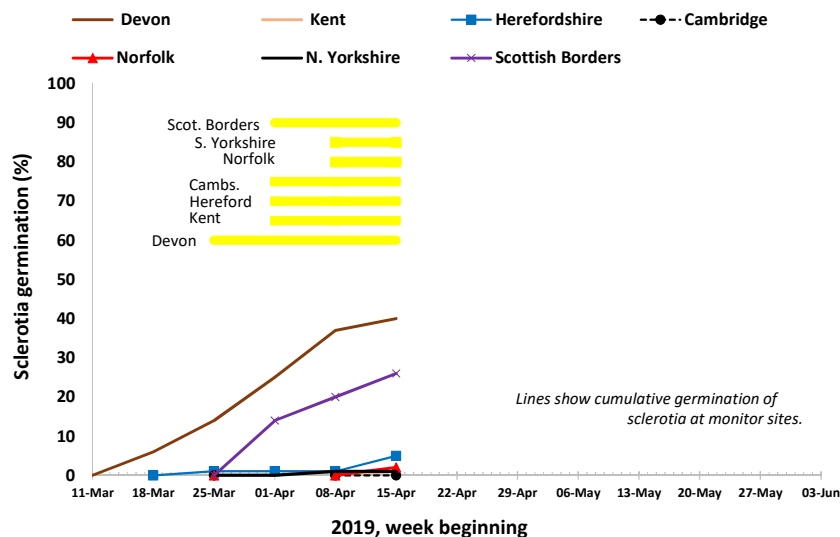 Devon Kent Herefordshire Cambridge
Norfolk N. Yorkshire Scottish Borders
100
90
80
70
60
50
40
30
20
10
0
Sclerotia germination (%)
Scot. Borders
S. Yorkshire
Norfolk
Cambs.
Hereford
Kent
Devon
Lines show cumulative germination of
sclerotia at monitor sites.
11-Mar 18-Mar 25-Mar 01-Apr 08-Apr 15-Apr 22-Apr 29-Apr 06-May 13-May 20-May 27-May 03-Jun
2019, week beginning